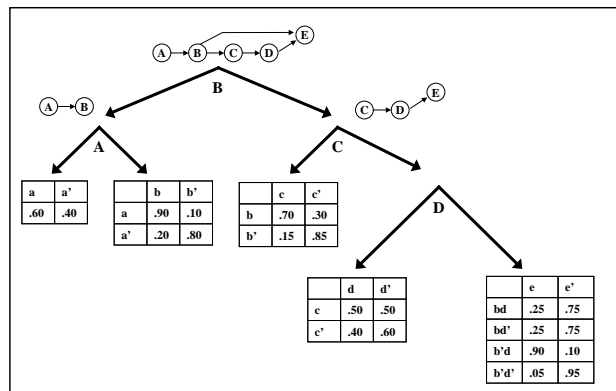 E
A B C D
B
A B
E
C D
A
C
a a’
.60 .40
b b’
a .90 .10
a’ .20 .80
c c’
b .70 .30
b’ .15 .85
D
d d’
c .50 .50
c’ .40 .60
e e’
bd .25 .75
bd’ .25 .75
b’d .90 .10
b’d’ .05 .95